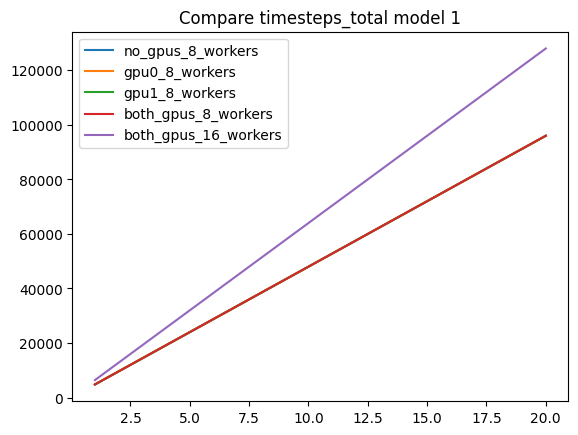 Compare timesteps_total model 1
no_gpus_8_workers
gpu0_8_workers
gpu1_8_workers
both_gpus_8_workers
both_gpus_16_workers
120000
100000
80000
60000
40000
20000
0
2.5 5.0 7.5 10.0 12.5 15.0 17.5 20.0